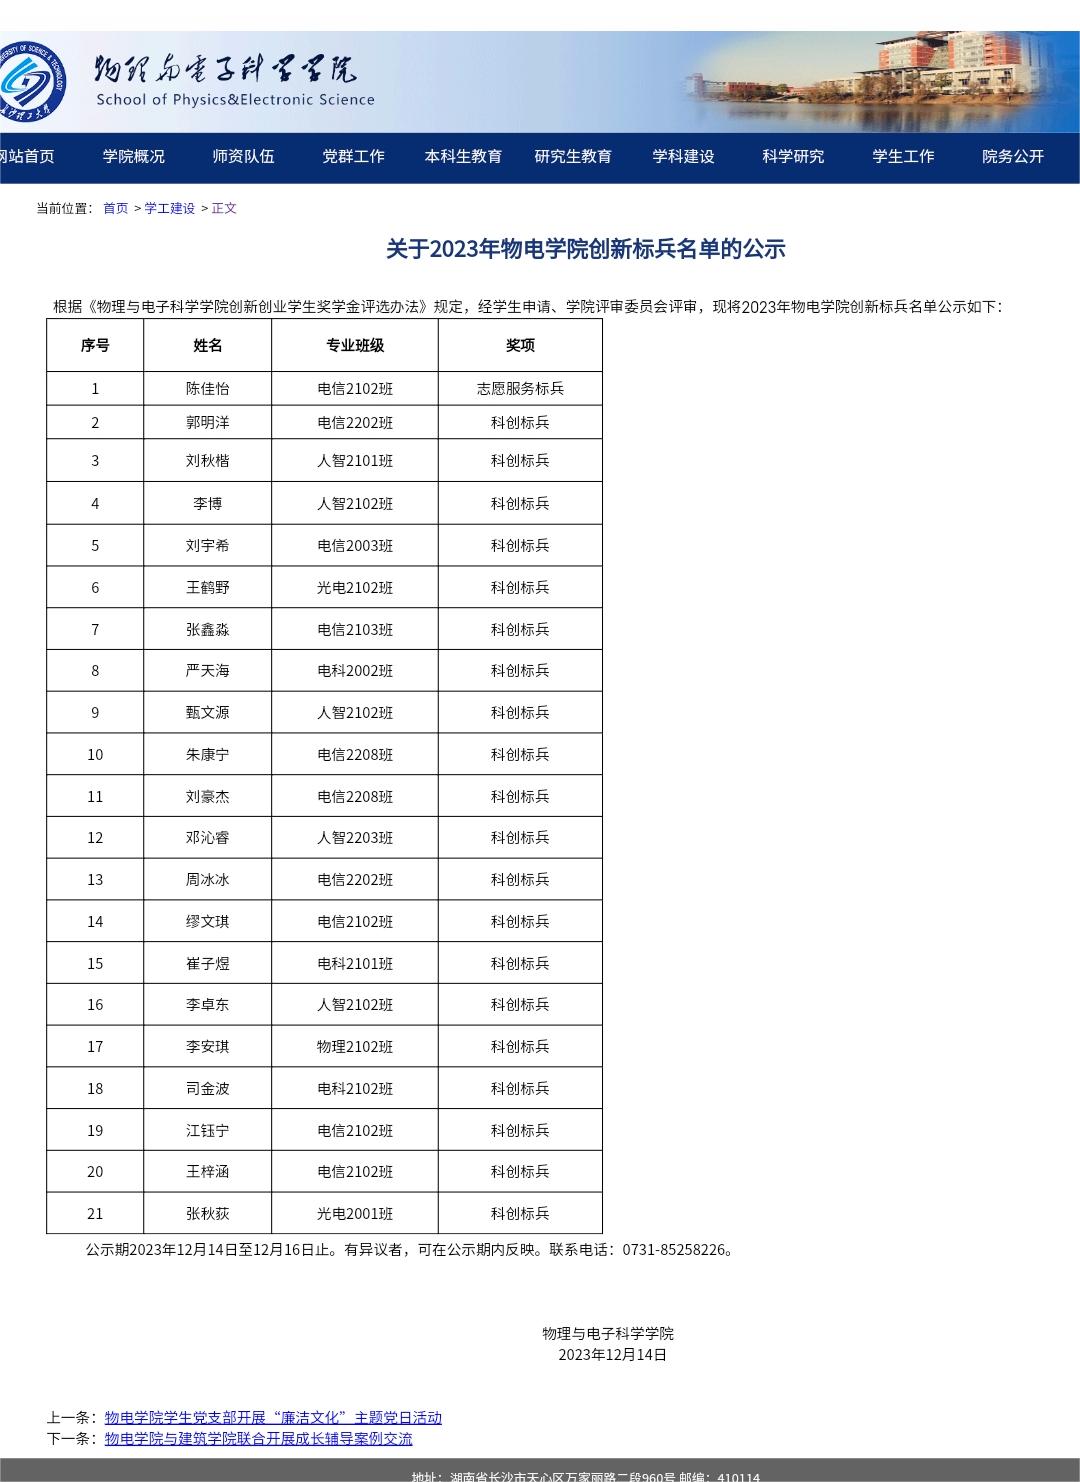 UNIVERSITY OF SCIENCE & TECHNOLOGY
长沙理工大学
物理与電子科学学院
School of Physics&Electronic Science
网站首页 学院概况 师资队伍 党群工作 本科生教育 研究生教育 学科建设 科学研究 学生工作 院务公开
当前位置： 首页 > 学工建设 > 正文
关于2023年物电学院创新标兵名单的公示
根据《物理与电子科学学院创新创业学生奖学金评选办法》规定，经学生申请、学院评审委员会评审，现将2023年物电学院创新标兵名单公示如下：
序号 姓名 专业班级 奖项
1 陈佳怡 电信2102班 志愿服务标兵
2 郭明洋 电信2202班 科创标兵
3 刘秋楷 人智2101班 科创标兵
4 李博 人智2102班 科创标兵
5 刘宇希 电信2003班 科创标兵
6 王鹤野 光电2102班 科创标兵
7 张鑫淼 电信2103班 科创标兵
8 严天海 电科2002班 科创标兵
9 甄文源 人智2102班 科创标兵
10 朱康宁 电信2208班 科创标兵
11 刘豪杰 电信2208班 科创标兵
12 邓沁睿 人智2203班 科创标兵
13 周冰冰 电信2202班 科创标兵
14 缪文琪 电信2102班 科创标兵
15 崔子煜 电科2101班 科创标兵
16 李卓东 人智2102班 科创标兵
17 李安琪 物理2102班 科创标兵
18 司金波 电科2102班 科创标兵
19 江钰宁 电信2102班 科创标兵
20 王梓涵 电信2102班 科创标兵
21 张秋荻 光电2001班 科创标兵
公示期2023年12月14日至12月16日止。有异议者，可在公示期内反映。联系电话：0731-85258226。
物理与电子科学学院
2023年12月14日
上一条：物电学院学生党支部开展“廉洁文化”主题党日活动
下一条：物电学院与建筑学院联合开展成长辅导案例交流
地址：湖南省长沙市天心区万家丽路二段960号 邮编：410114